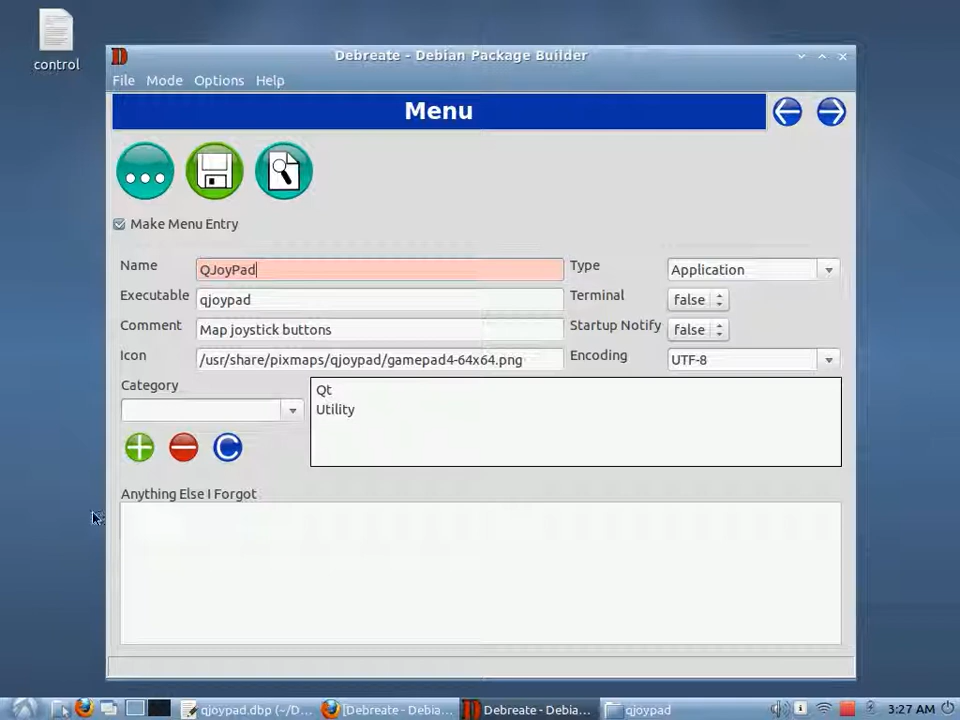 control
Debreate - Debian Package Builder
File Mode Options Help
Menu
Make Menu Entry
Name QJoyPad Type Application
Executable qjoypad Terminal false
Comment Map joystick buttons Startup Notify false
Icon /usr/share/pixmaps/qjoypad/gamepad4-64x64.png Encoding UTF-8
Category
Qt
Utility
Anything Else I Forgot
qjoypad.dbp (~/D... [Debreate - Debia... Debreate - Debia... qjoypad 3:27 AM